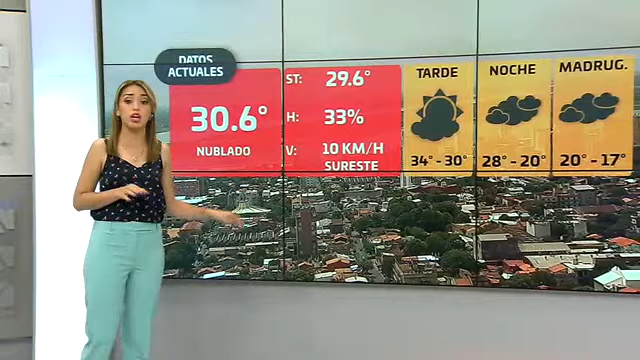 DATOS
ACTUALES
30.6°
NUBLADO
ST: 29.6°
H: 33%
V: 10 KM/H
SURESTE
TARDE
34° - 30°
NOCHE
28° - 20°
MADRUG.
20° - 17°